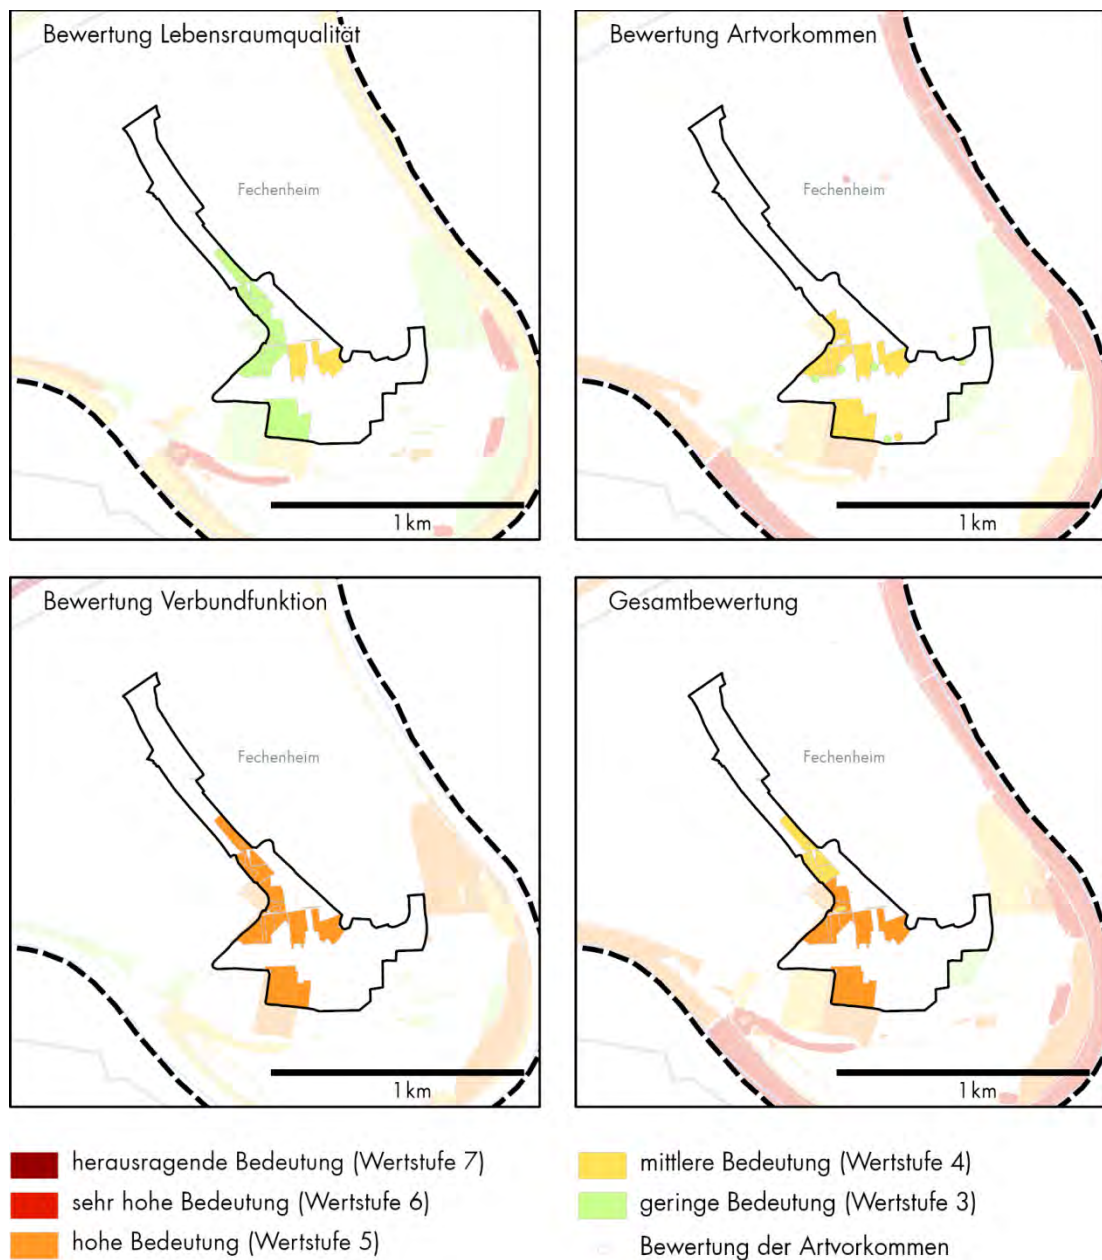 Bewertung Lebensraumqualität
Fechenheim
1 km
Bewertung Artvorkommen
Fechenheim
1 km
Bewertung Verbundfunktion
Fechenheim
1 km
Gesamtbewertung
Fechenheim
1 km
herausragende Bedeutung (Wertstufe 7)
sehr hohe Bedeutung (Wertstufe 6)
hohe Bedeutung (Wertstufe 5)
mittlere Bedeutung (Wertstufe 4)
geringe Bedeutung (Wertstufe 3)
Bewertung der Artvorkommen